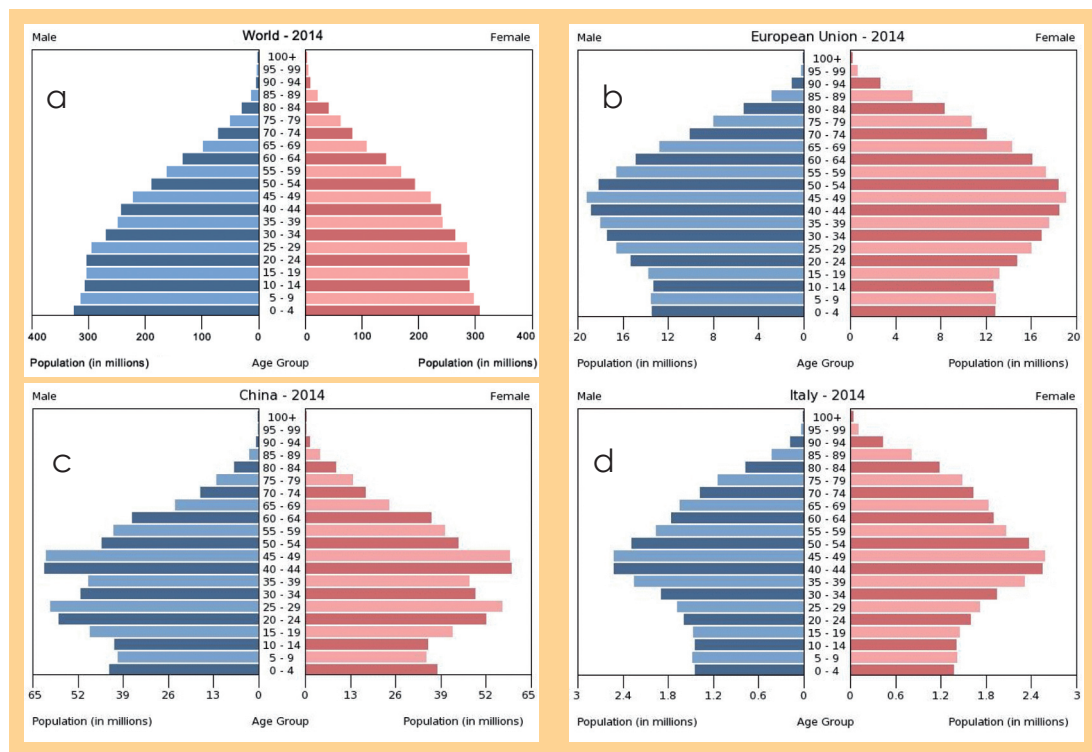 Male World - 2014 Female
a
100+
95 - 99
90 - 94
85 - 89
80 - 84
75 - 79
70 - 74
65 - 69
60 - 64
55 - 59
50 - 54
45 - 49
40 - 44
35 - 39
30 - 34
25 - 29
20 - 24
15 - 19
10 - 14
5 - 9
0 - 4
400 300 200 100 0 0 100 200 300 400
Population (in millions) Age Group Population (in millions)
Male European Union - 2014 Female
b
100+
95 - 99
90 - 94
85 - 89
80 - 84
75 - 79
70 - 74
65 - 69
60 - 64
55 - 59
50 - 54
45 - 49
40 - 44
35 - 39
30 - 34
25 - 29
20 - 24
15 - 19
10 - 14
5 - 9
0 - 4
20 16 12 8 4 0 0 4 8 12 16 20
Population (in millions) Age Group Population (in millions)
Male China - 2014 Female
c
100+
95 - 99
90 - 94
85 - 89
80 - 84
75 - 79
70 - 74
65 - 69
60 - 64
55 - 59
50 - 54
45 - 49
40 - 44
35 - 39
30 - 34
25 - 29
20 - 24
15 - 19
10 - 14
5 - 9
0 - 4
65 52 39 26 13 0 0 13 26 39 52 65
Population (in millions) Age Group Population (in millions)
Male Italy - 2014 Female
d
100+
95 - 99
90 - 94
85 - 89
80 - 84
75 - 79
70 - 74
65 - 69
60 - 64
55 - 59
50 - 54
45 - 49
40 - 44
35 - 39
30 - 34
25 - 29
20 - 24
15 - 19
10 - 14
5 - 9
0 - 4
3 2.4 1.8 1.2 0.6 0 0 0.6 1.2 1.8 2.4 3
Population (in millions) Age Group Population (in millions)